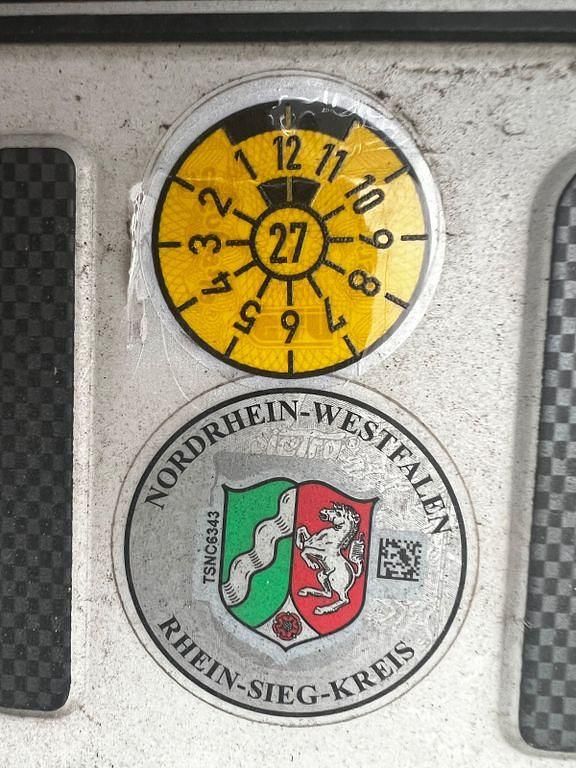 1 12 11
2 10
3 27 9
4 8
5 6 7
NORDRHEIN-WESTFALEN
TSNC6343
RHEIN-SIEG-KREIS